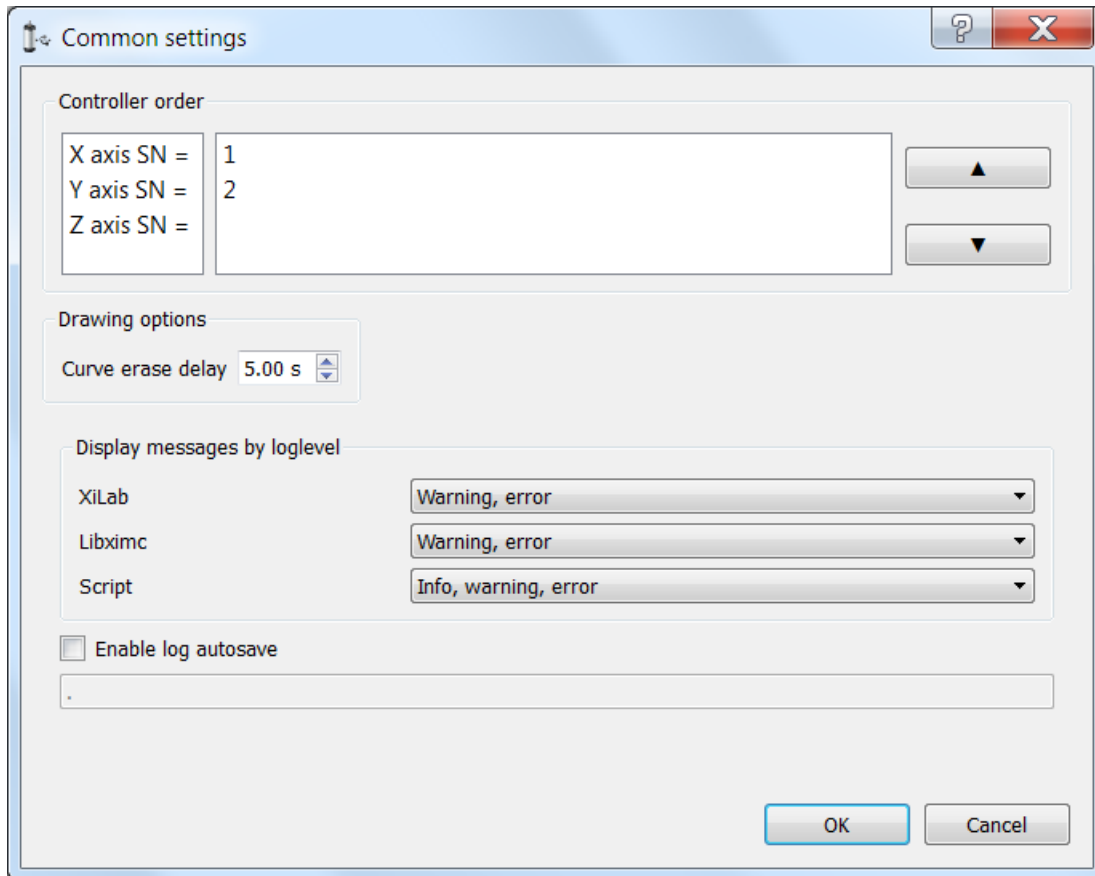 Common settings
Controller order
X axis SN = 1
Y axis SN = 2
Z axis SN =
▲
▼
Drawing options
Curve erase delay 5.00 s
Display messages by loglevel
XiLab Warning, error
Libximc Warning, error
Script Info, warning, error
Enable log autosave
.
OK Cancel